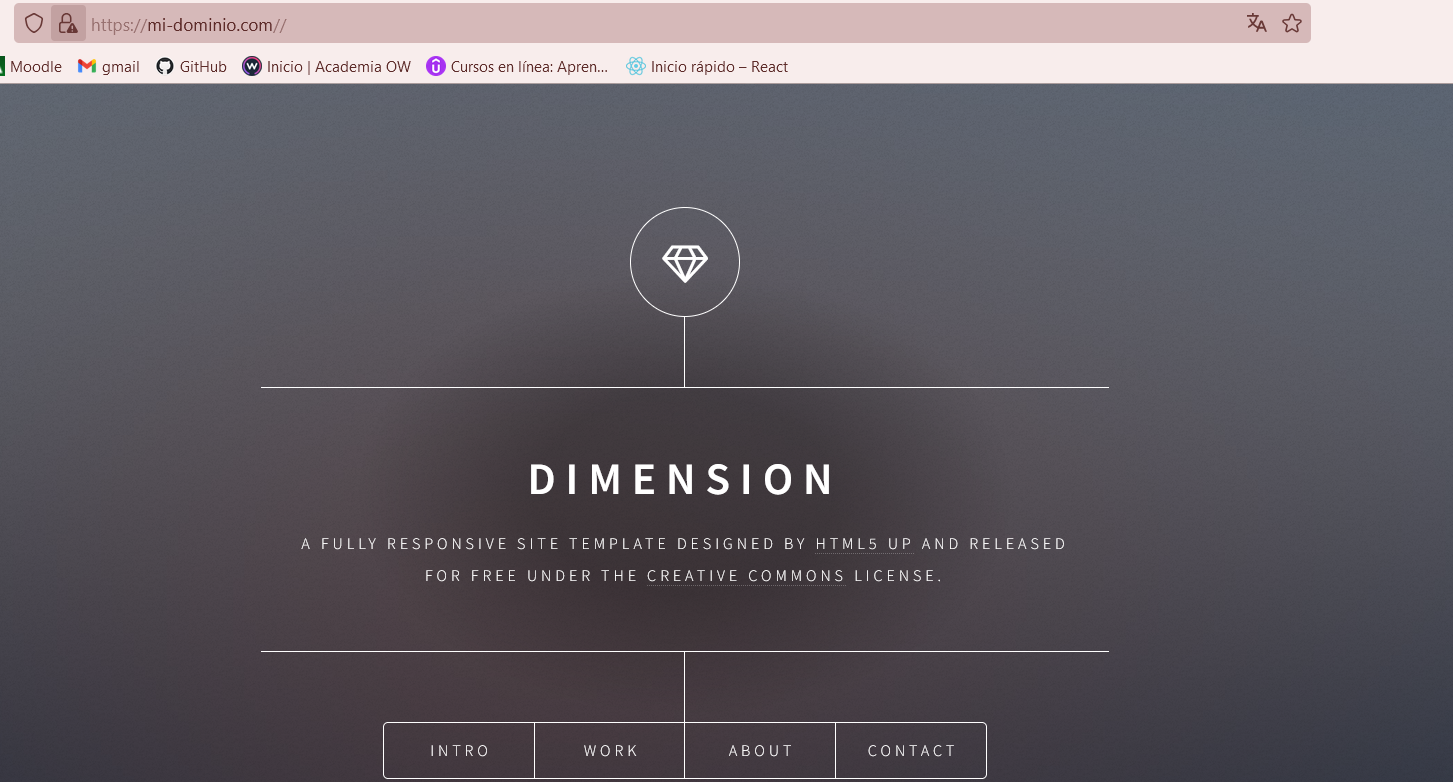 https://mi-dominio.com//
Moodle gmail GitHub Inicio | Academia OW Cursos en línea: Apren... Inicio rápido – React
DIMENSION
A FULLY RESPONSIVE SITE TEMPLATE DESIGNED BY HTML5 UP AND RELEASED
FOR FREE UNDER THE CREATIVE COMMONS LICENSE.
INTRO WORK ABOUT CONTACT